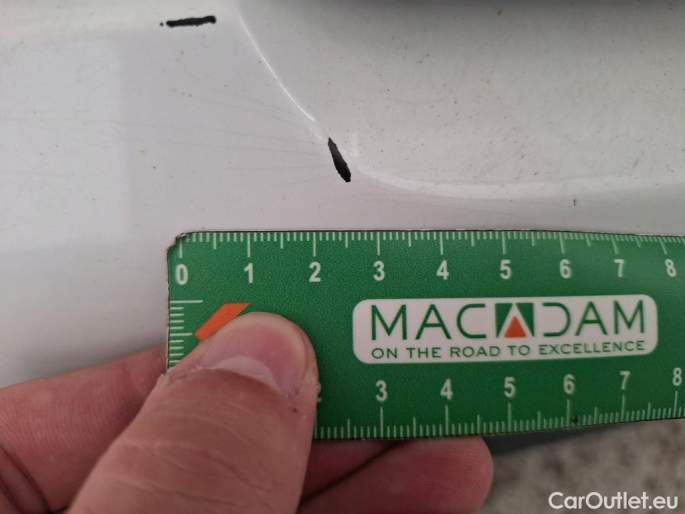 0 1 2 3 4 5 6 7 8
MACADAM
ON THE ROAD TO EXCELLENCE
3 4 5 6 7 8
CarOutlet.eu